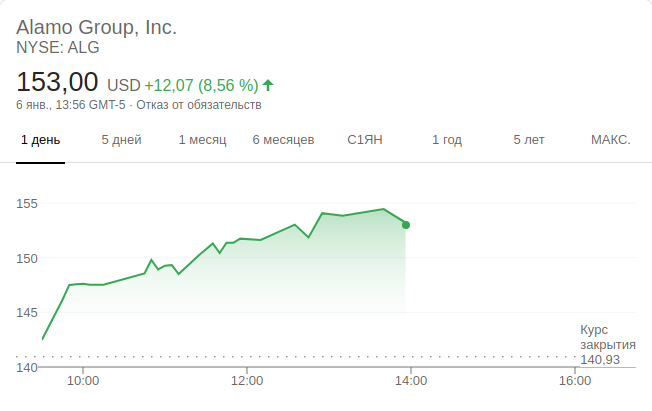 Alamo Group, Inc.
NYSE: ALG
153,00 USD +12,07 (8,56 %)
6 янв., 13:56 GMT-5 · Отказ от обязательств
1 день 5 дней 1 месяц 6 месяцев С1ЯН 1 год 5 лет МАКС.
155
150
145
140
Курс
закрытия
140,93
10:00 12:00 14:00 16:00